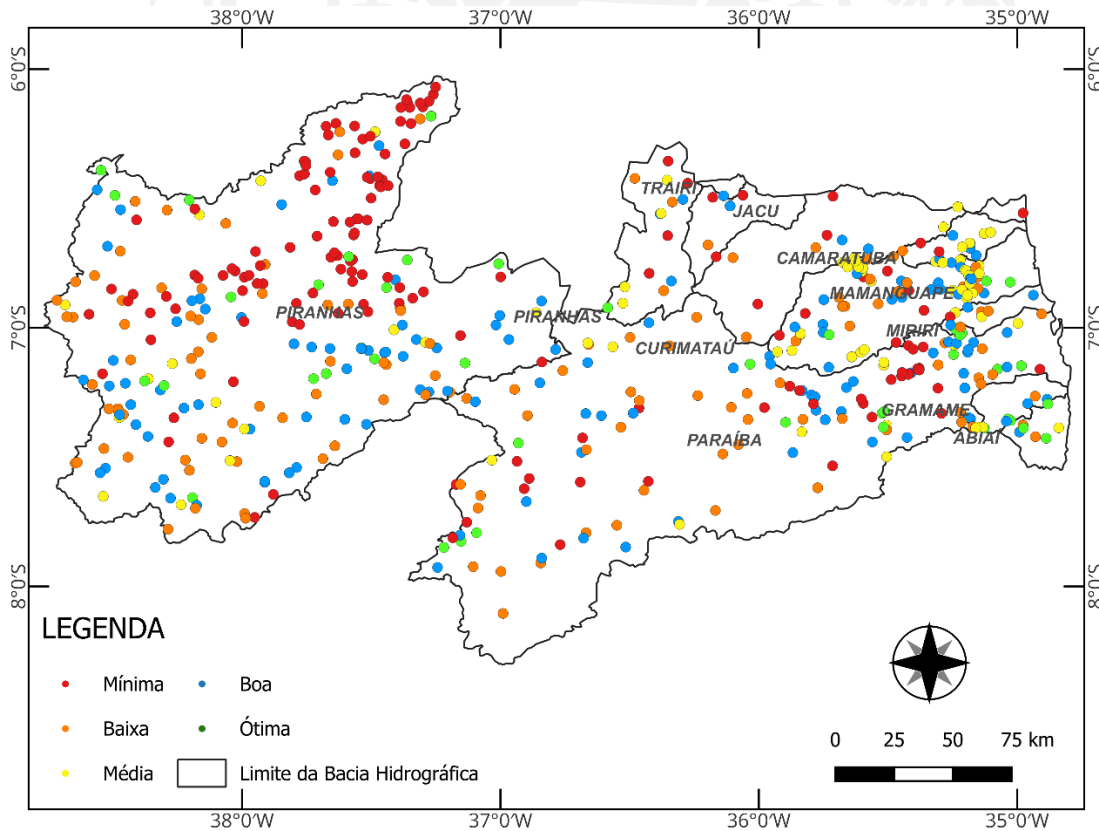 38°0'W 37°0'W 36°0'W 35°0'W
6°0'S 6°0'S
TRAIRI
JACU
CAMARATUBA
MAMANGUAPE
PIRANHAS PIRANHAS
7°0'S 7°0'S
MIRIRI
CURIMATAÚ
GRAMAME
PARAÍBA ABIAÍ
8°0'S 8°0'S
LEGENDA
Mínima Boa
Baixa Ótima
Média Limite da Bacia Hidrográfica
0 25 50 75 km
38°0'W 37°0'W 36°0'W 35°0'W